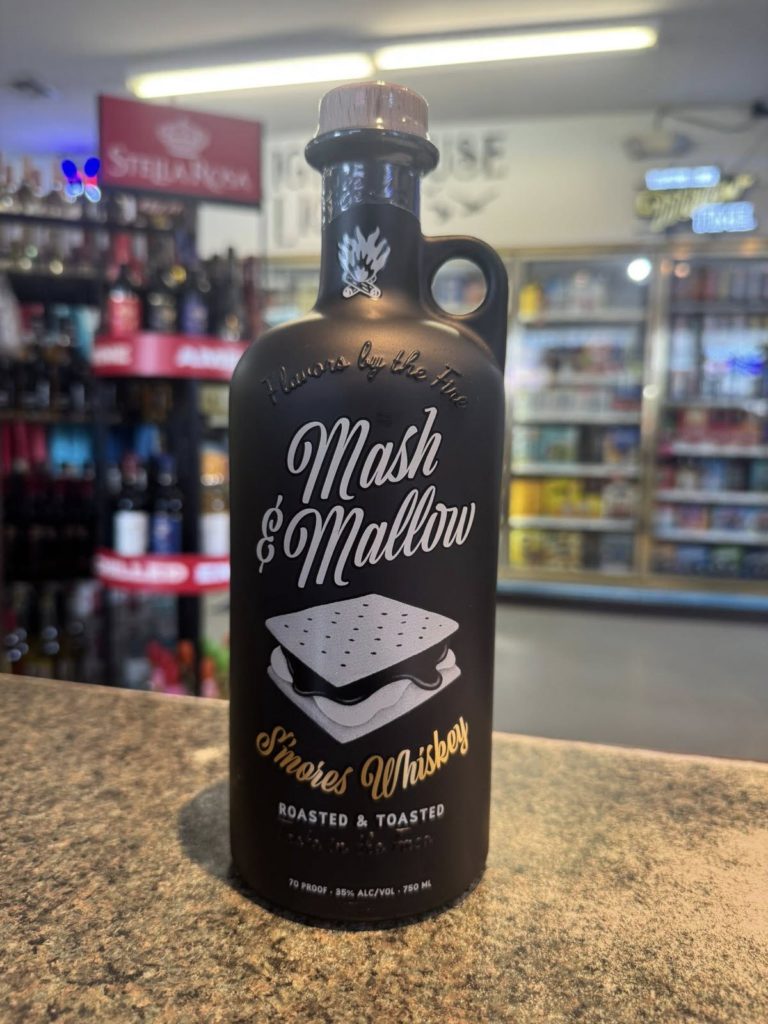 STELLA ROSA
Flavors by the Fire
Mash
& Mallow
S'mores Whiskey
ROASTED & TOASTED
70 PROOF · 35% ALC/VOL · 750 ML